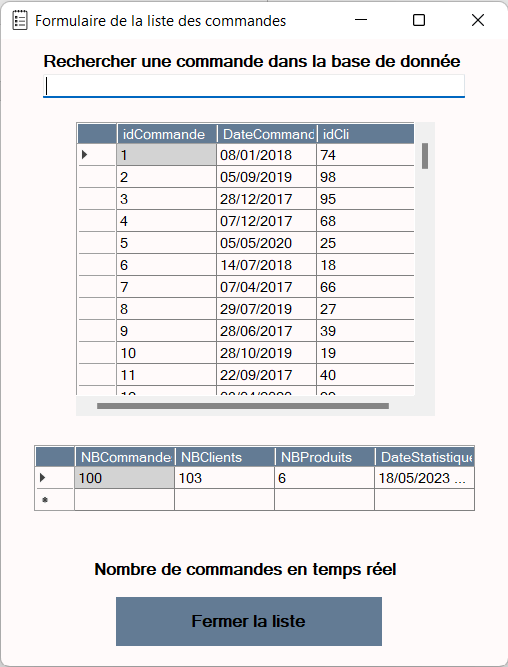 Formulaire de la liste des commandes
Rechercher une commande dans la base de donnée
idCommande DateCommand idCli
1 08/01/2018 74
2 05/09/2019 98
3 28/12/2017 95
4 07/12/2017 68
5 05/05/2020 25
6 14/07/2018 18
7 07/04/2017 66
8 29/07/2019 27
9 28/06/2017 39
10 28/10/2019 19
11 22/09/2017 40
NBCommande NBClients NBProduits DateStatistique
100 103 6 18/05/2023 ...
Nombre de commandes en temps réel
Fermer la liste